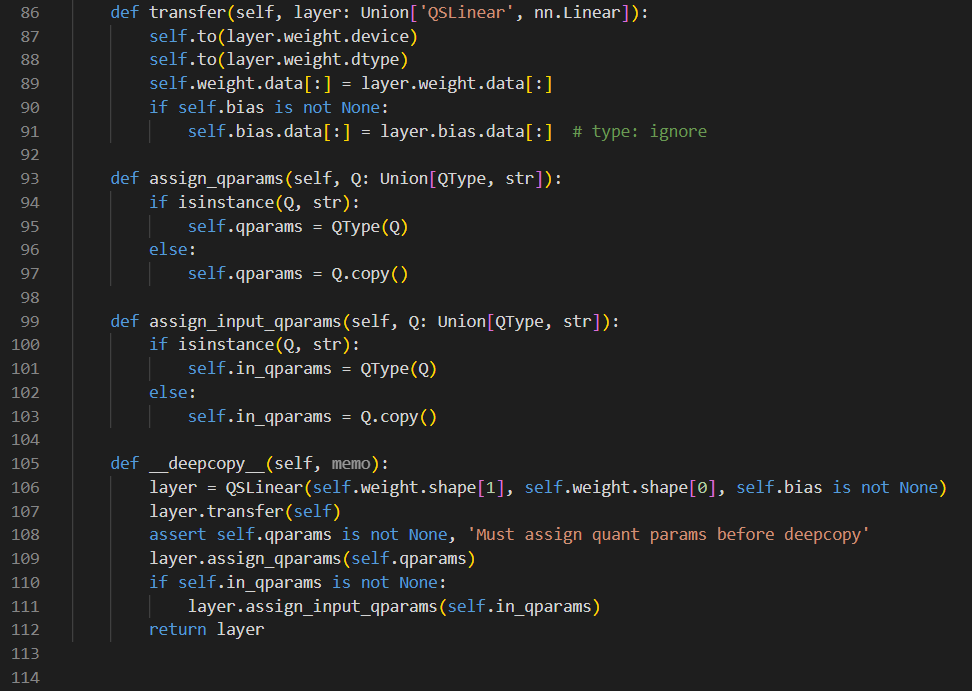 86 def transfer(self, layer: Union['QSLinear', nn.Linear]):
87 self.to(layer.weight.device)
88 self.to(layer.weight.dtype)
89 self.weight.data[:] = layer.weight.data[:]
90 if self.bias is not None:
91 self.bias.data[:] = layer.bias.data[:]  # type: ignore
92
93 def assign_qparams(self, Q: Union[QType, str]):
94 if isinstance(Q, str):
95 self.qparams = QType(Q)
96 else:
97 self.qparams = Q.copy()
98
99 def assign_input_qparams(self, Q: Union[QType, str]):
100 if isinstance(Q, str):
101 self.in_qparams = QType(Q)
102 else:
103 self.in_qparams = Q.copy()
104
105 def __deepcopy__(self, memo):
106 layer = QSLinear(self.weight.shape[1], self.weight.shape[0], self.bias is not None)
107 layer.transfer(self)
108 assert self.qparams is not None, 'Must assign quant params before deepcopy'
109 layer.assign_qparams(self.qparams)
110 if self.in_qparams is not None:
111 layer.assign_input_qparams(self.in_qparams)
112 return layer
113
114